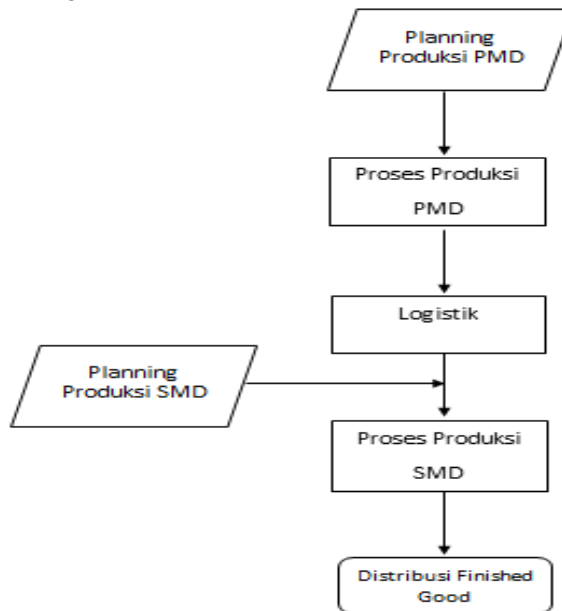 Planning
Produksi PMD
Proses Produksi
PMD
Logistik
Planning
Produksi SMD
Proses Produksi
SMD
Distribusi Finished
Good